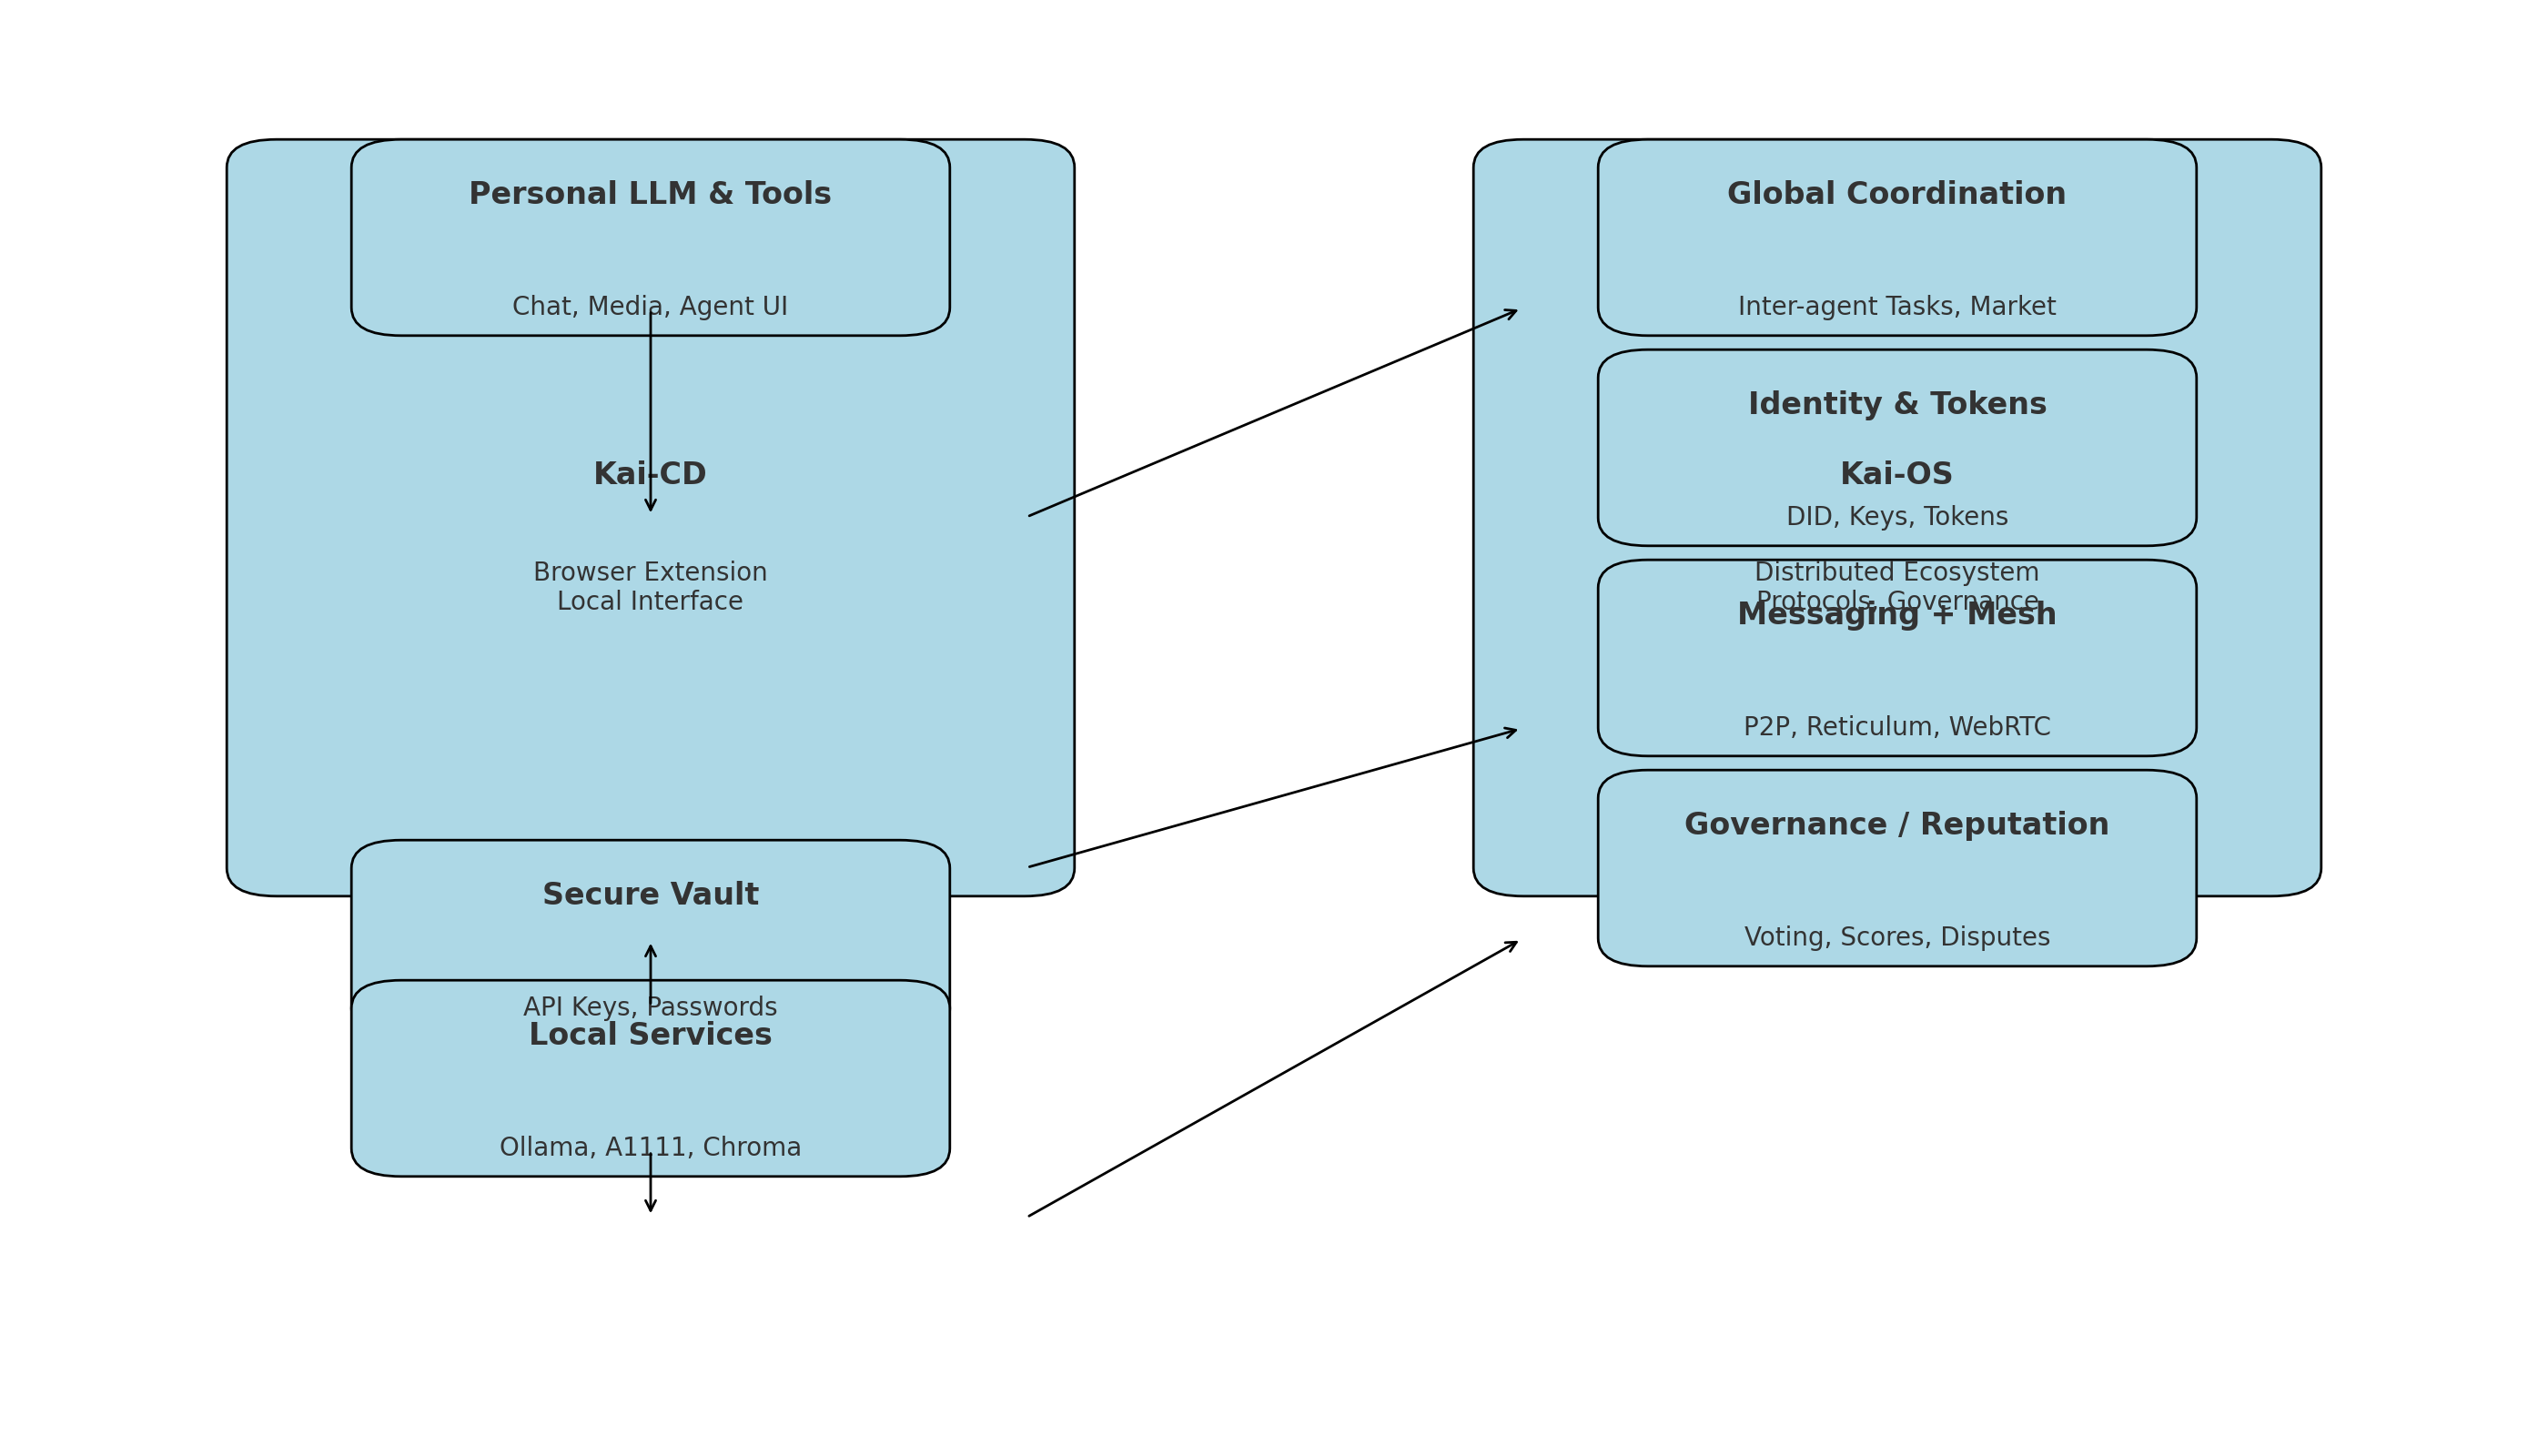 Personal LLM & Tools
Chat, Media, Agent UI
Kai-CD
Browser Extension
Local Interface
Secure Vault
API Keys, Passwords
Local Services
Ollama, A1111, Chroma
Global Coordination
Inter-agent Tasks, Market
Identity & Tokens
Kai-OS
DID, Keys, Tokens
Distributed Ecosystem
Protocols, Governance
Messaging + Mesh
P2P, Reticulum, WebRTC
Governance / Reputation
Voting, Scores, Disputes